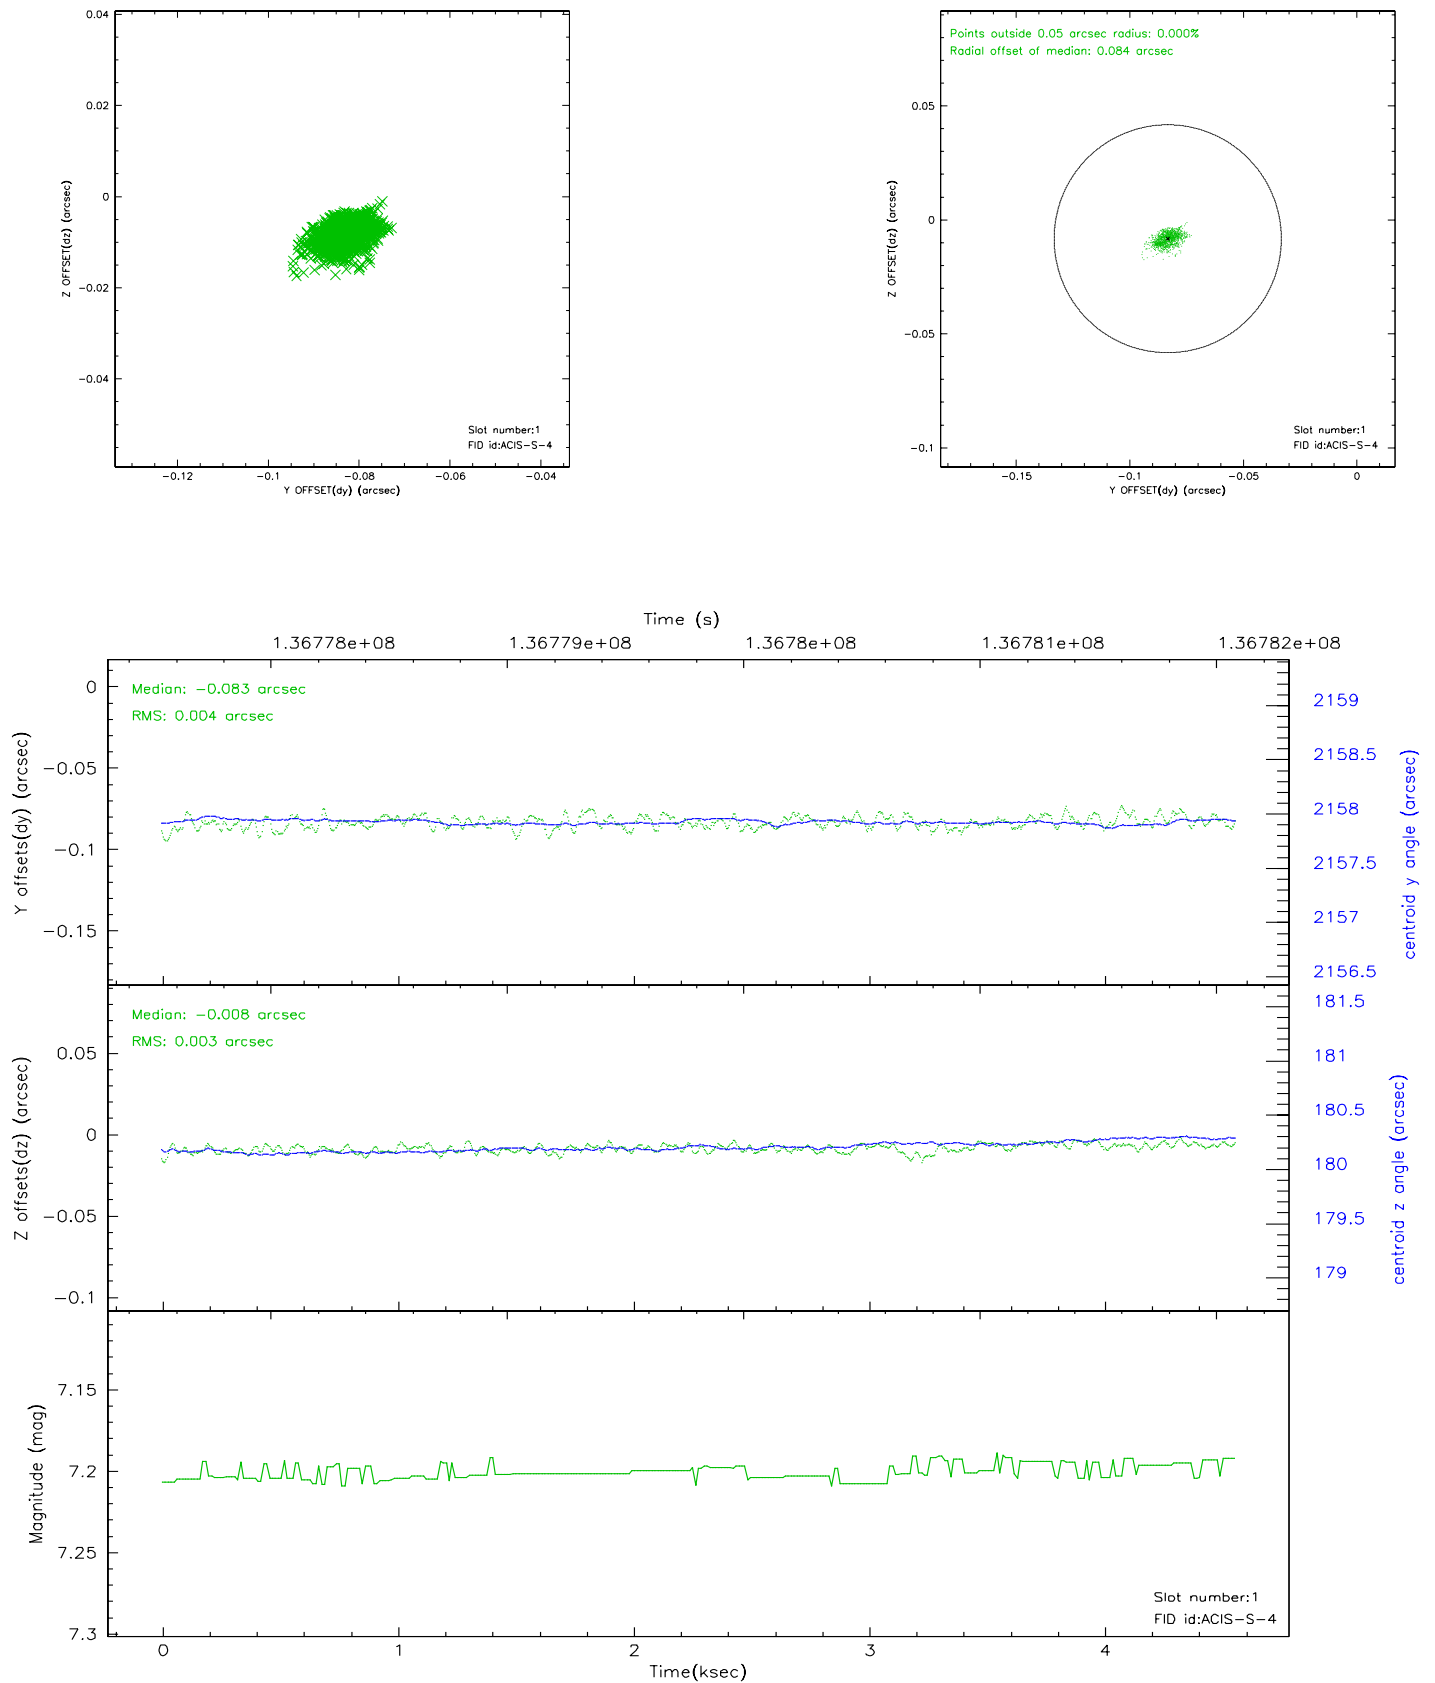 0.04
0.02
0
−0.02
−0.04
Z OFFSET(dz) (arcsec)
Slot number:1
FID id:ACIS−S−4
−0.12
−0.1
−0.08
−0.06
−0.04
Y OFFSET(dy) (arcsec)
Points outside 0.05 arcsec radius: 0.000%
Radial offset of median: 0.084 arcsec
0.05
0
−0.05
−0.1
Z OFFSET(dz) (arcsec)
Slot number:1
FID id:ACIS−S−4
−0.15
−0.1
−0.05
0
Y OFFSET(dy) (arcsec)
Time (s)
1.36778e+08
1.36779e+08
1.3678e+08
1.36781e+08
1.36782e+08
Median: −0.083 arcsec
RMS: 0.004 arcsec
0
−0.05
−0.1
−0.15
Y offsets(dy) (arcsec)
2159
2158.5
2158
2157.5
2157
2156.5
centroid y angle (arcsec)
Median: −0.008 arcsec
RMS: 0.003 arcsec
0.05
0
−0.05
−0.1
Z offsets(dz) (arcsec)
181.5
181
180.5
180
179.5
179
centroid z angle (arcsec)
7.15
7.2
7.25
7.3
Magnitude (mag)
Slot number:1
FID id:ACIS−S−4
0
1
2
3
4
Time(ksec)